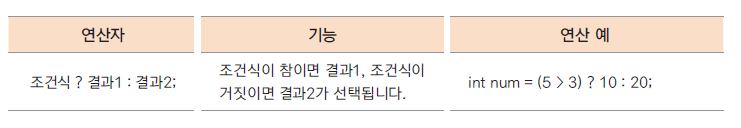 연산자 기능 연산 예
조건식 ? 결과1 : 결과2;
조건식이 참이면 결과1, 조건식이
거짓이면 결과2가 선택됩니다.
int num = (5 > 3) ? 10 : 20;